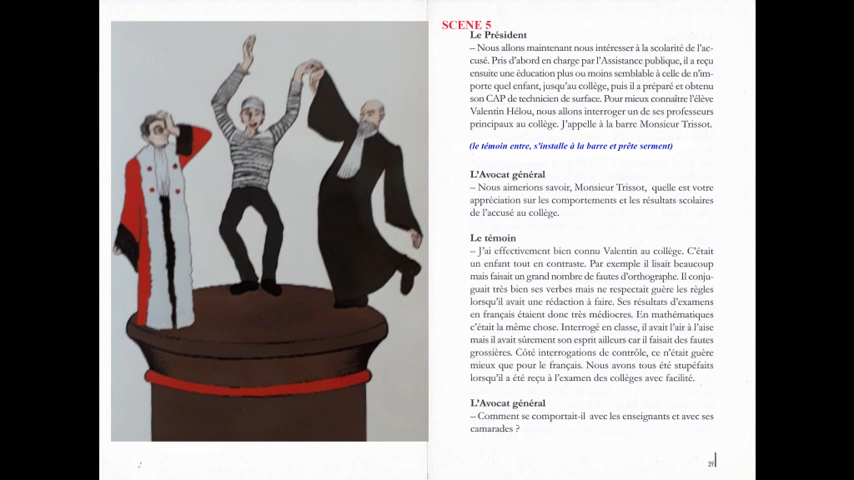 SCENE 5
Le Président
– Nous allons maintenant nous intéresser à la scolarité de l'ac-
cusé. Pris d'abord en charge par l'Assistance publique, il a reçu
ensuite une éducation plus ou moins semblable à celle de n'im-
porte quel enfant, jusqu'au collège, puis il a préparé et obtenu
son CAP de technicien de surface. Pour mieux connaître l'élève
Valentin Hélou, nous allons interroger un de ses professeurs
principaux au collège. J'appelle à la barre Monsieur Trissot.
(le témoin entre, s'installe à la barre et prête serment)
L'Avocat général
– Nous aimerions savoir, Monsieur Trissot, quelle est votre
appréciation sur les comportements et les résultats scolaires
de l'accusé au collège.
Le témoin
– J'ai effectivement bien connu Valentin au collège. C'était
un enfant tout en contraste. Par exemple il lisait beaucoup
mais faisait un grand nombre de fautes d'orthographe. Il conju-
guait très bien ses verbes mais ne respectait guère les règles
lorsqu'il avait une rédaction à faire. Ses résultats d'examens
en français étaient donc très médiocres. En mathématiques
c'était la même chose. Interrogé en classe, il avait l'air à l'aise
mais il avait sûrement son esprit ailleurs car il faisait des fautes
grossières. Côté interrogations de contrôle, ce n'était guère
mieux que pour le français. Nous avons tous été stupéfaits
lorsqu'il a été reçu à l'examen des collèges avec facilité.
L'Avocat général
– Comment se comportait-il avec les enseignants et avec ses
camarades ?
39